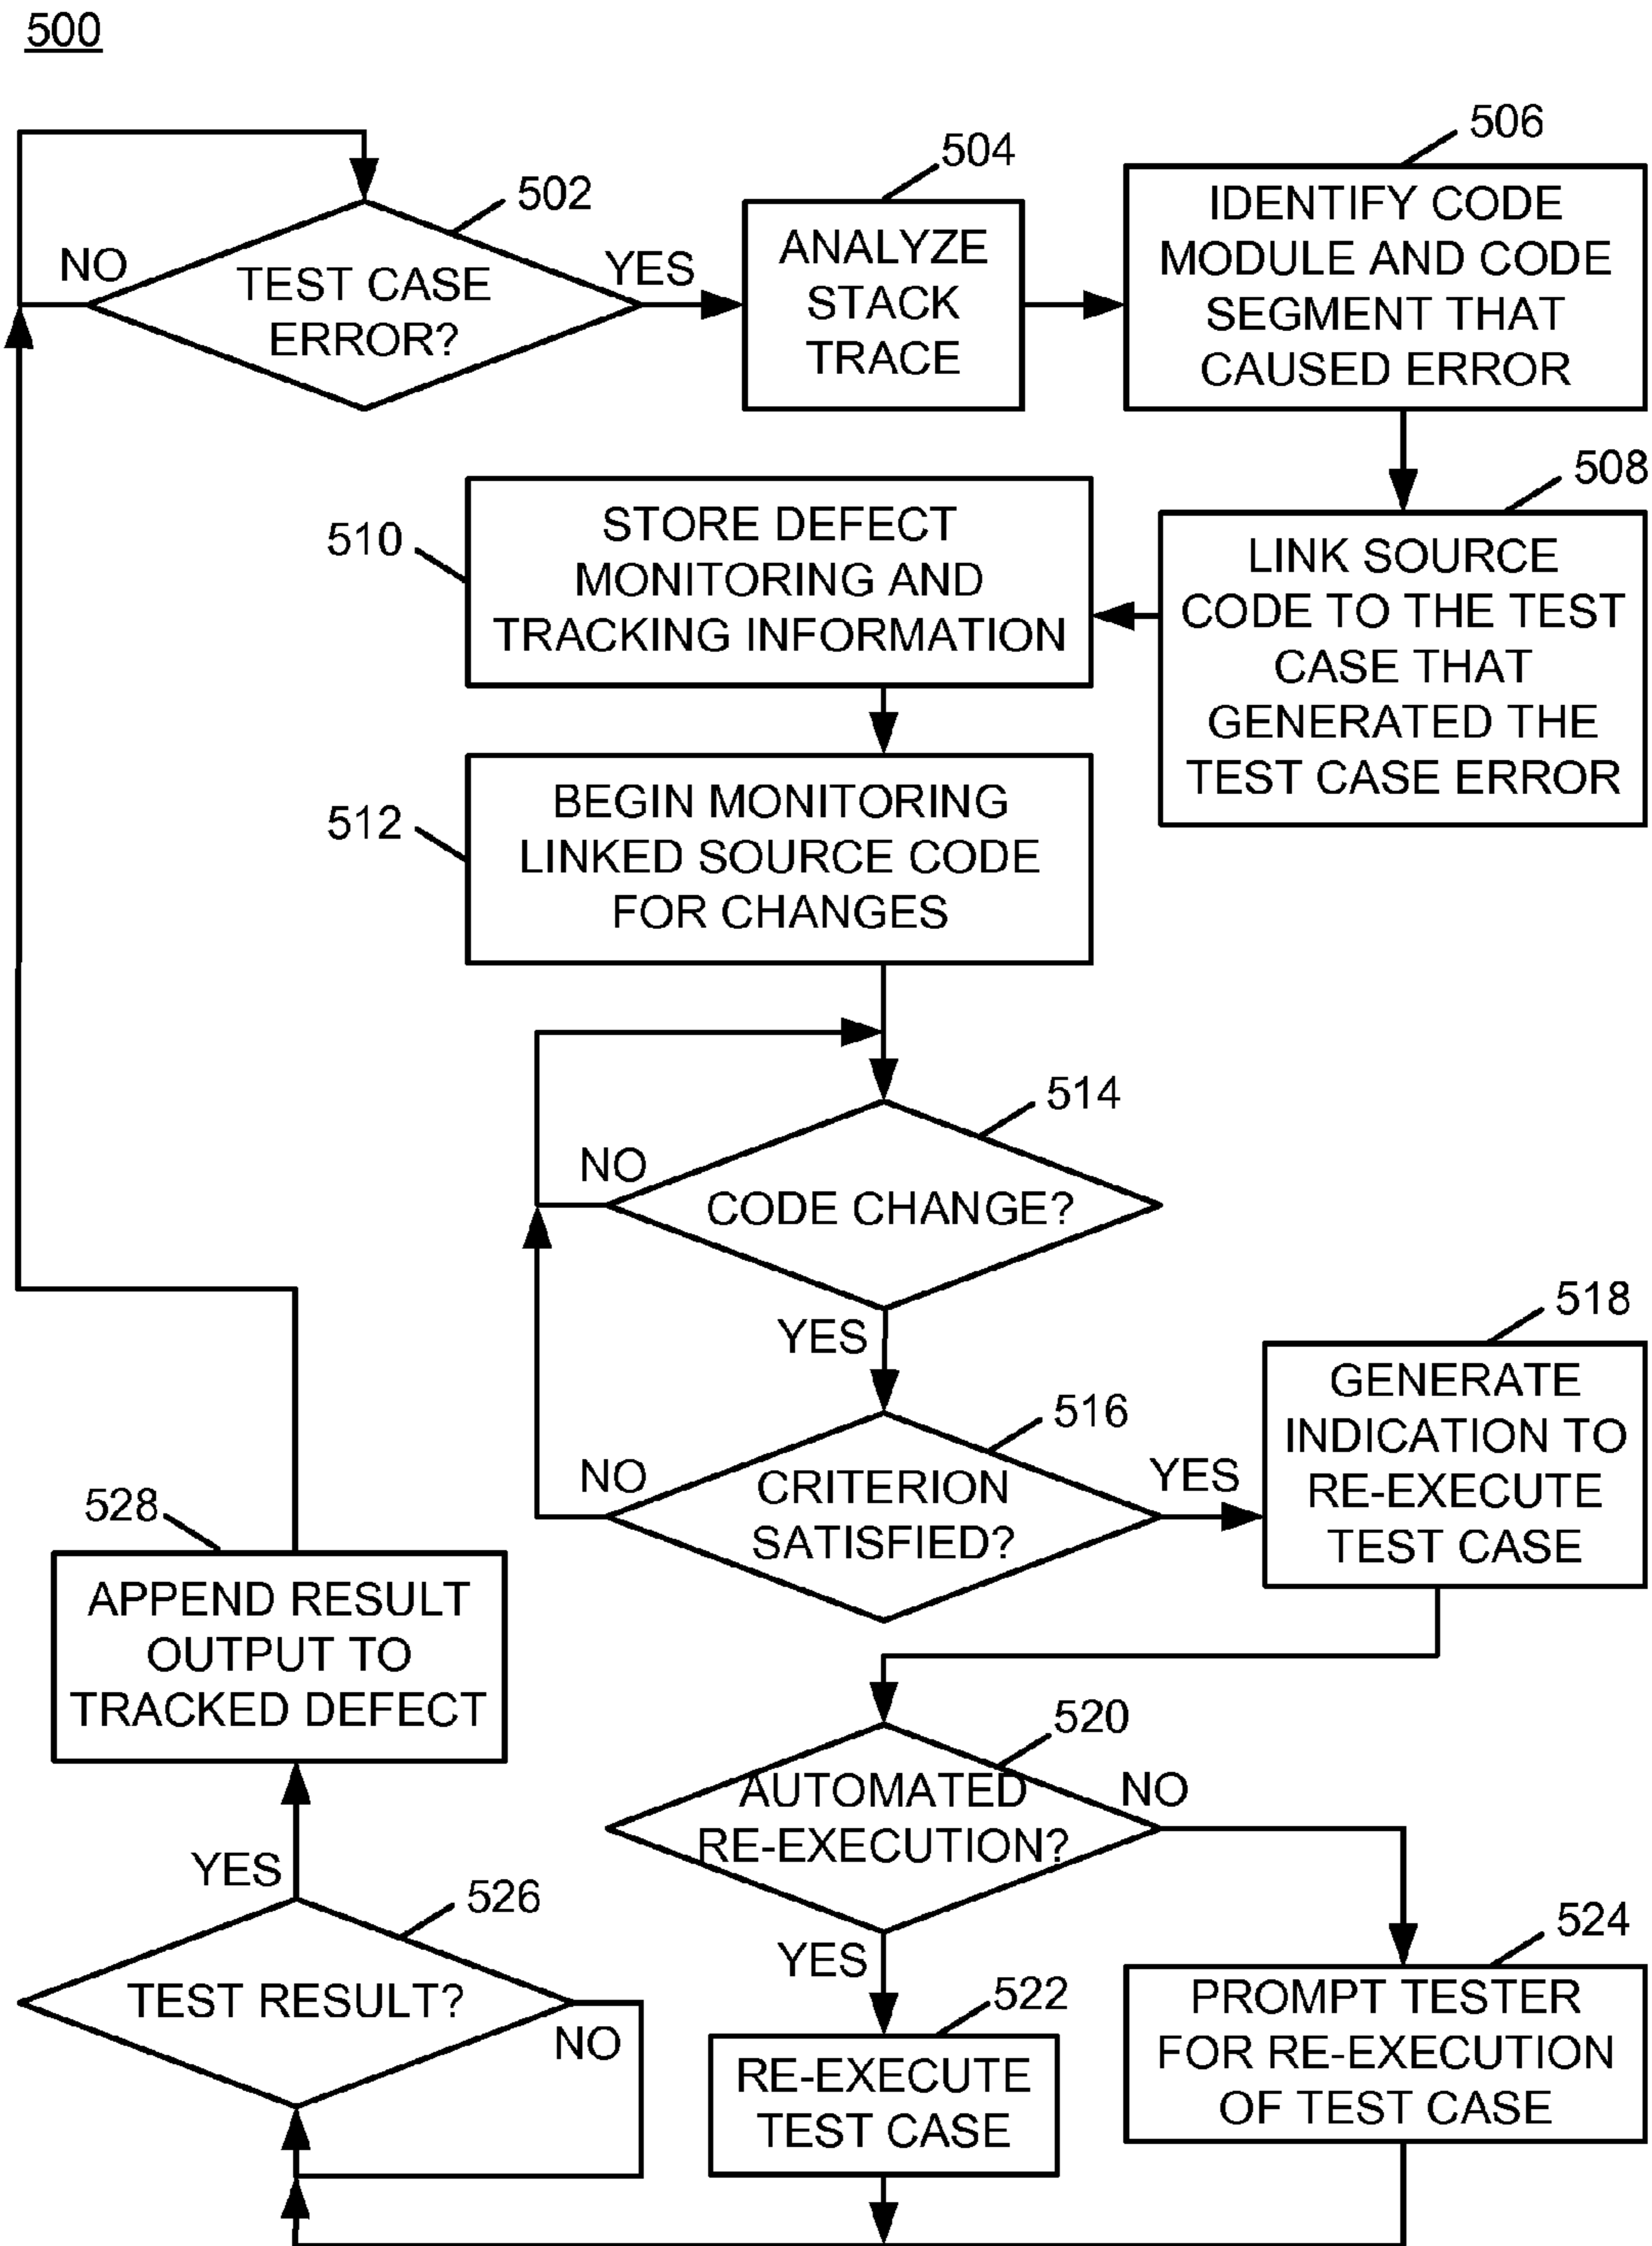 500
502
NO
TEST CASE
ERROR?
YES
504
ANALYZE
STACK
TRACE
506
IDENTIFY CODE
MODULE AND CODE
SEGMENT THAT
CAUSED ERROR
508
LINK SOURCE
CODE TO THE TEST
CASE THAT
GENERATED THE
TEST CASE ERROR
510
STORE DEFECT
MONITORING AND
TRACKING INFORMATION
512
BEGIN MONITORING
LINKED SOURCE CODE
FOR CHANGES
514
NO
CODE CHANGE?
YES
516
NO
CRITERION
SATISFIED?
YES
518
GENERATE
INDICATION TO
RE-EXECUTE
TEST CASE
520
AUTOMATED
RE-EXECUTION?
NO
YES
522
RE-EXECUTE
TEST CASE
524
PROMPT TESTER
FOR RE-EXECUTION
OF TEST CASE
526
TEST RESULT?
NO
YES
528
APPEND RESULT
OUTPUT TO
TRACKED DEFECT